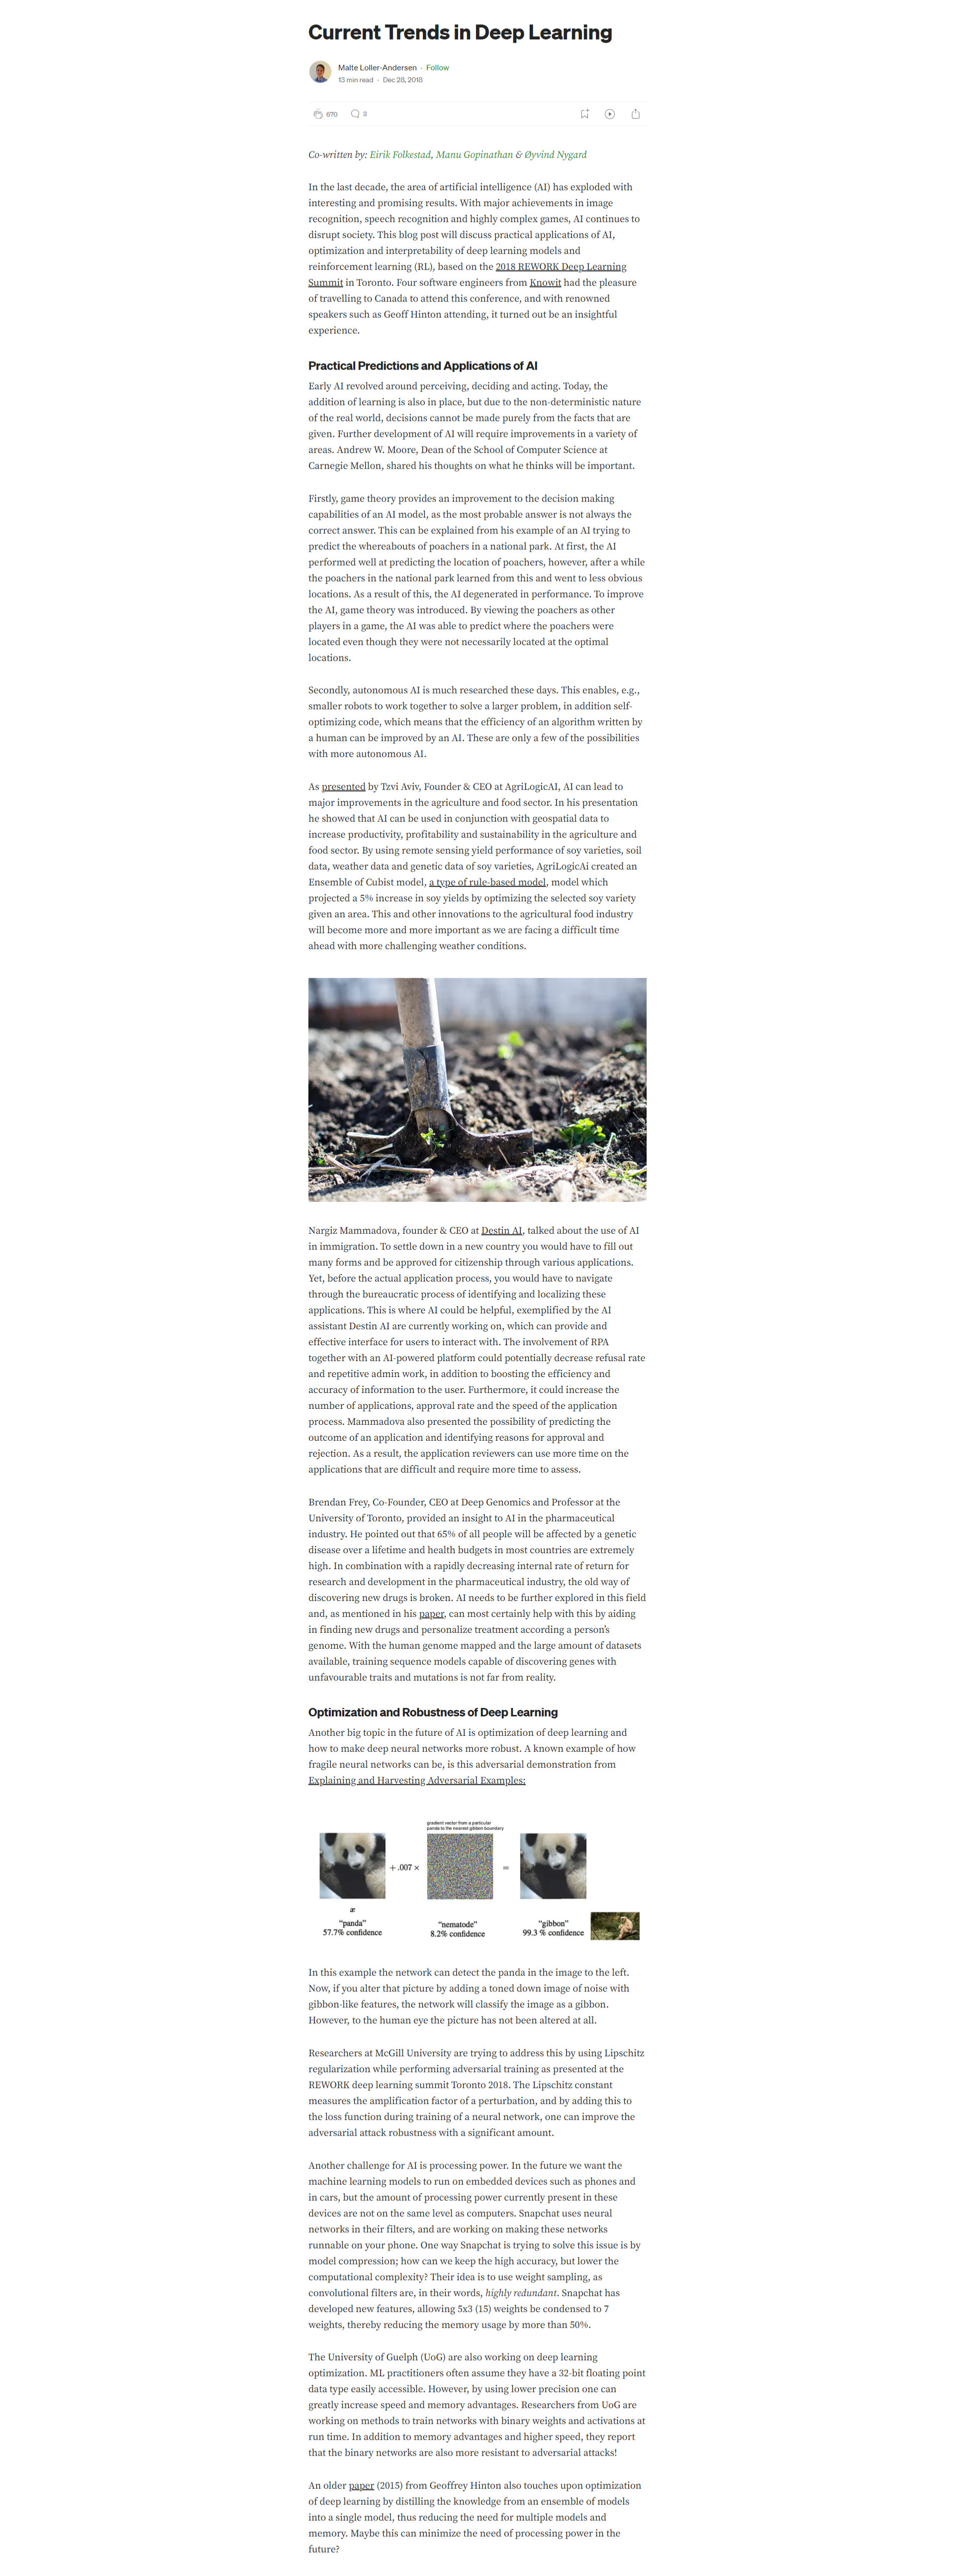 Current Trends in Deep Learning
Malte Loller-Andersen · Follow
13 min read · Dec 28, 2018
670 3
Co-written by: Eirik Folkestad, Manu Gopinathan & Øyvind Nygard
In the last decade, the area of artificial intelligence (AI) has exploded with
interesting and promising results. With major achievements in image
recognition, speech recognition and highly complex games, AI continues to
disrupt society. This blog post will discuss practical applications of AI,
optimization and interpretability of deep learning models and
reinforcement learning (RL), based on the 2018 REWORK Deep Learning
Summit in Toronto. Four software engineers from Knowit had the pleasure
of travelling to Canada to attend this conference, and with renowned
speakers such as Geoff Hinton attending, it turned out be an insightful
experience.
Practical Predictions and Applications of AI
Early AI revolved around perceiving, deciding and acting. Today, the
addition of learning is also in place, but due to the non-deterministic nature
of the real world, decisions cannot be made purely from the facts that are
given. Further development of AI will require improvements in a variety of
areas. Andrew W. Moore, Dean of the School of Computer Science at
Carnegie Mellon, shared his thoughts on what he thinks will be important.
Firstly, game theory provides an improvement to the decision making
capabilities of an AI model, as the most probable answer is not always the
correct answer. This can be explained from his example of an AI trying to
predict the whereabouts of poachers in a national park. At first, the AI
performed well at predicting the location of poachers, however, after a while
the poachers in the national park learned from this and went to less obvious
locations. As a result of this, the AI degenerated in performance. To improve
the AI, game theory was introduced. By viewing the poachers as other
players in a game, the AI was able to predict where the poachers were
located even though they were not necessarily located at the optimal
locations.
Secondly, autonomous AI is much researched these days. This enables, e.g.,
smaller robots to work together to solve a larger problem, in addition self-
optimizing code, which means that the efficiency of an algorithm written by
a human can be improved by an AI. These are only a few of the possibilities
with more autonomous AI.
As presented by Tzvi Aviv, Founder & CEO at AgriLogicAI, AI can lead to
major improvements in the agriculture and food sector. In his presentation
he showed that AI can be used in conjunction with geospatial data to
increase productivity, profitability and sustainability in the agriculture and
food sector. By using remote sensing yield performance of soy varieties, soil
data, weather data and genetic data of soy varieties, AgriLogicAi created an
Ensemble of Cubist model, a type of rule-based model, model which
projected a 5% increase in soy yields by optimizing the selected soy variety
given an area. This and other innovations to the agricultural food industry
will become more and more important as we are facing a difficult time
ahead with more challenging weather conditions.
Nargiz Mammadova, founder & CEO at Destin AI, talked about the use of AI
in immigration. To settle down in a new country you would have to fill out
many forms and be approved for citizenship through various applications.
Yet, before the actual application process, you would have to navigate
through the bureaucratic process of identifying and localizing these
applications. This is where AI could be helpful, exemplified by the AI
assistant Destin AI are currently working on, which can provide and
effective interface for users to interact with. The involvement of RPA
together with an AI-powered platform could potentially decrease refusal rate
and repetitive admin work, in addition to boosting the efficiency and
accuracy of information to the user. Furthermore, it could increase the
number of applications, approval rate and the speed of the application
process. Mammadova also presented the possibility of predicting the
outcome of an application and identifying reasons for approval and
rejection. As a result, the application reviewers can use more time on the
applications that are difficult and require more time to assess.
Brendan Frey, Co-Founder, CEO at Deep Genomics and Professor at the
University of Toronto, provided an insight to AI in the pharmaceutical
industry. He pointed out that 65% of all people will be affected by a genetic
disease over a lifetime and health budgets in most countries are extremely
high. In combination with a rapidly decreasing internal rate of return for
research and development in the pharmaceutical industry, the old way of
discovering new drugs is broken. AI needs to be further explored in this field
and, as mentioned in his paper, can most certainly help with this by aiding
in finding new drugs and personalize treatment according a person's
genome. With the human genome mapped and the large amount of datasets
available, training sequence models capable of discovering genes with
unfavourable traits and mutations is not far from reality.
Optimization and Robustness of Deep Learning
Another big topic in the future of AI is optimization of deep learning and
how to make deep neural networks more robust. A known example of how
fragile neural networks can be, is this adversarial demonstration from
Explaining and Harvesting Adversarial Examples:
gradient vector from a particular
panda to the nearest gibbon boundary
+ .007 × =
x
"panda" "nematode" "gibbon"
57.7% confidence 8.2% confidence 99.3 % confidence
In this example the network can detect the panda in the image to the left.
Now, if you alter that picture by adding a toned down image of noise with
gibbon-like features, the network will classify the image as a gibbon.
However, to the human eye the picture has not been altered at all.
Researchers at McGill University are trying to address this by using Lipschitz
regularization while performing adversarial training as presented at the
REWORK deep learning summit Toronto 2018. The Lipschitz constant
measures the amplification factor of a perturbation, and by adding this to
the loss function during training of a neural network, one can improve the
adversarial attack robustness with a significant amount.
Another challenge for AI is processing power. In the future we want the
machine learning models to run on embedded devices such as phones and
in cars, but the amount of processing power currently present in these
devices are not on the same level as computers. Snapchat uses neural
networks in their filters, and are working on making these networks
runnable on your phone. One way Snapchat is trying to solve this issue is by
model compression; how can we keep the high accuracy, but lower the
computational complexity? Their idea is to use weight sampling, as
convolutional filters are, in their words, highly redundant. Snapchat has
developed new features, allowing 5x3 (15) weights be condensed to 7
weights, thereby reducing the memory usage by more than 50%.
The University of Guelph (UoG) are also working on deep learning
optimization. ML practitioners often assume they have a 32-bit floating point
data type easily accessible. However, by using lower precision one can
greatly increase speed and memory advantages. Researchers from UoG are
working on methods to train networks with binary weights and activations at
run time. In addition to memory advantages and higher speed, they report
that the binary networks are also more resistant to adversarial attacks!
An older paper (2015) from Geoffrey Hinton also touches upon optimization
of deep learning by distilling the knowledge from an ensemble of models
into a single model, thus reducing the need for multiple models and
memory. Maybe this can minimize the need of processing power in the
future?